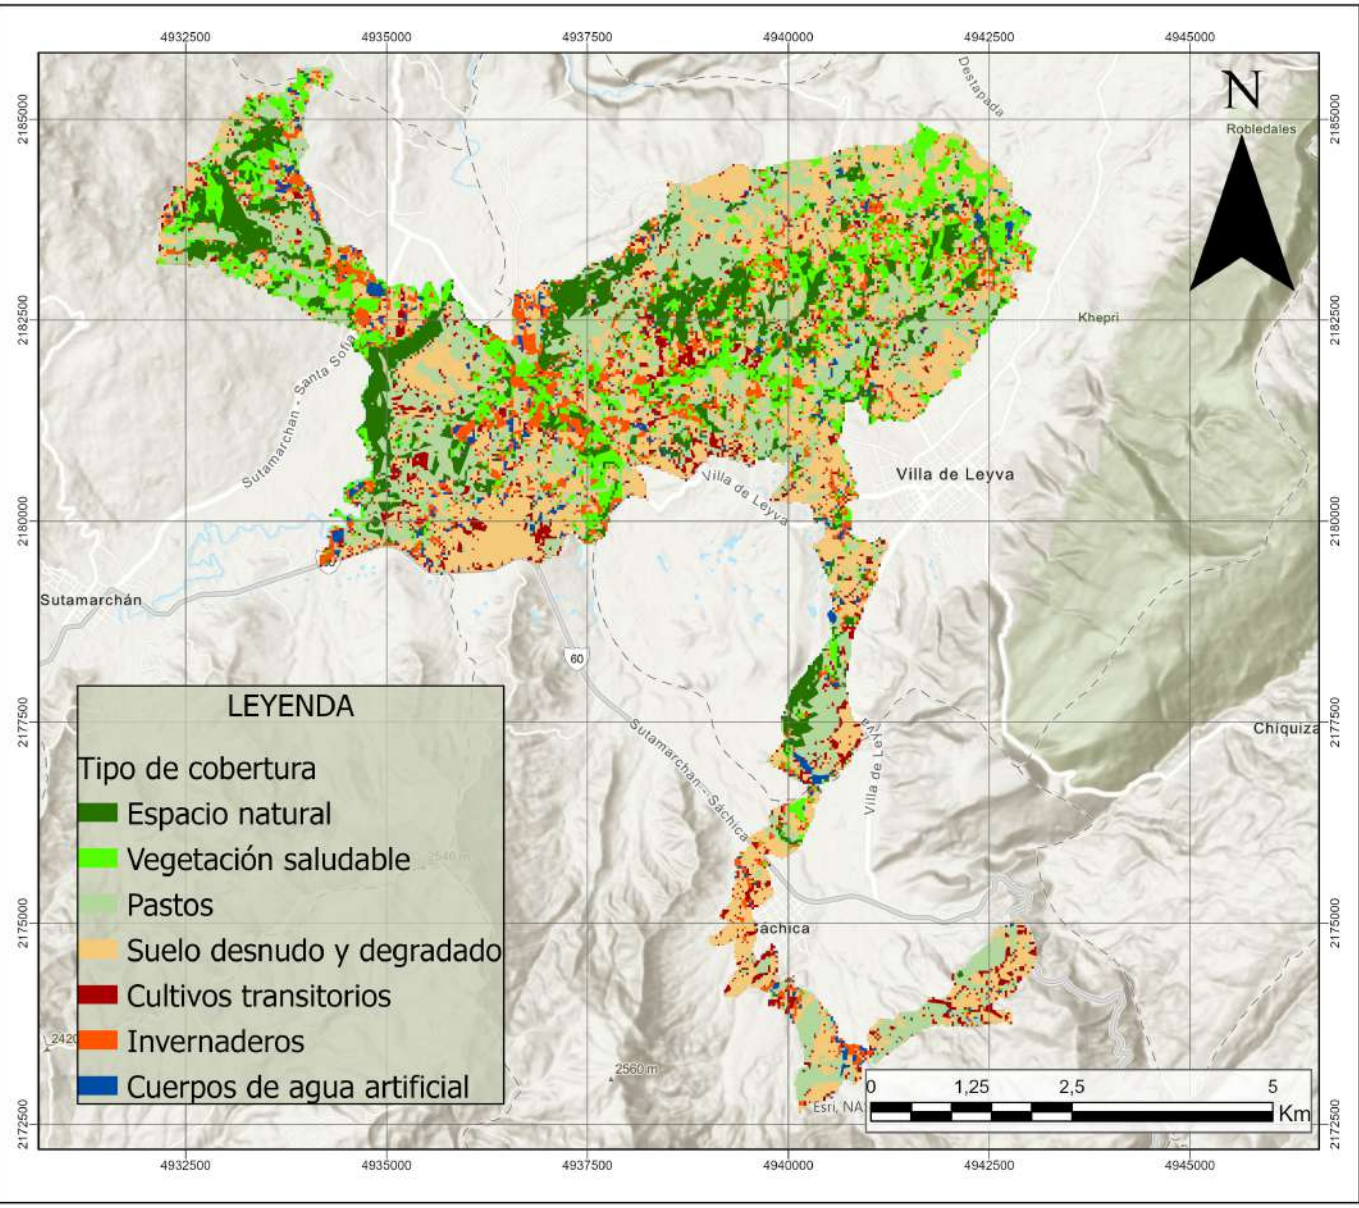 4932500 4935000 4937500 4940000 4942500 4945000
2185000
2185000
Destapada
N
Robledales
2182500
2182500
Khepri
Sutamarchan - Santa Sofia
Villa de Leyva
Villa de Leyva
2180000
2180000
Sutamarchán
60
2177500
2177500
Chiquiza
Sutamarchan - Sáchica
Villa de Leyva
LEYENDA
Tipo de cobertura
Espacio natural
Vegetación saludable
2540 m
Pastos
Suelo desnudo y degradado
Cultivos transitorios
Invernaderos
Cuerpos de agua artificial
2175000
2175000
Sáchica
2420
2560 m
0 1,25 2,5 5
Km
Esri, NA
2172500
2172500
4932500 4935000 4937500 4940000 4942500 4945000